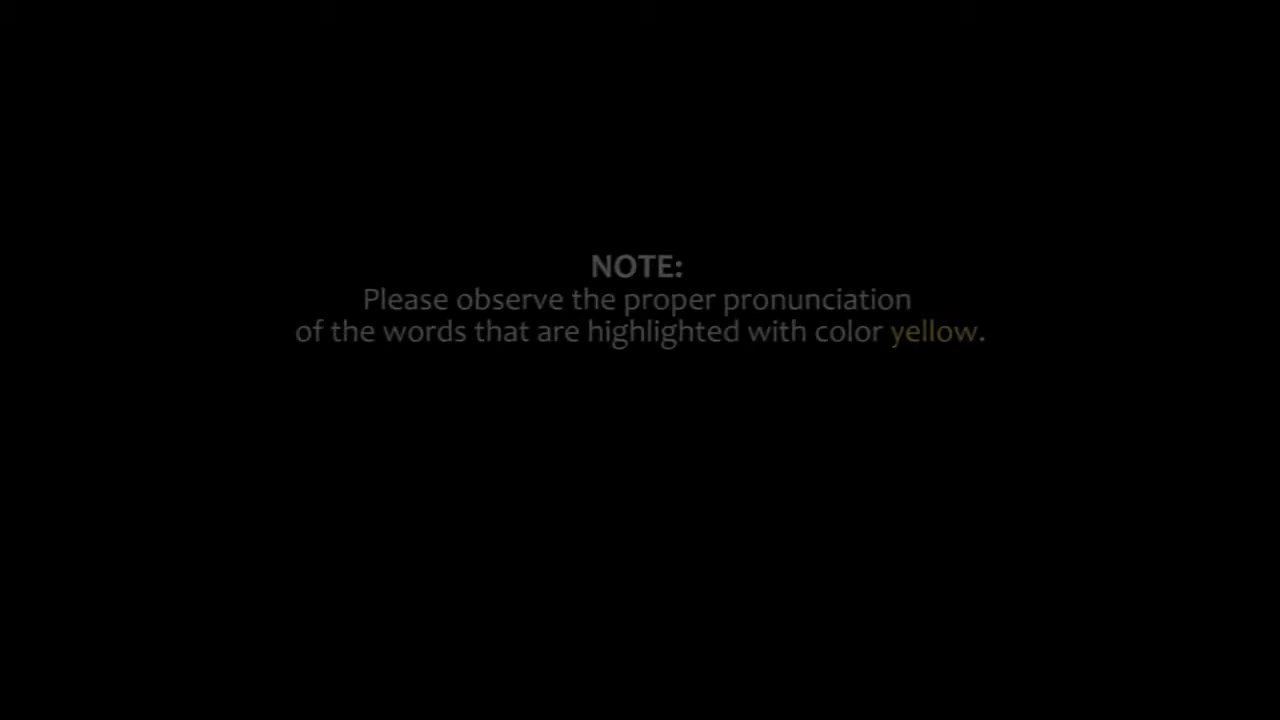 NOTE:
Please observe the proper pronunciation
of the words that are highlighted with color yellow.